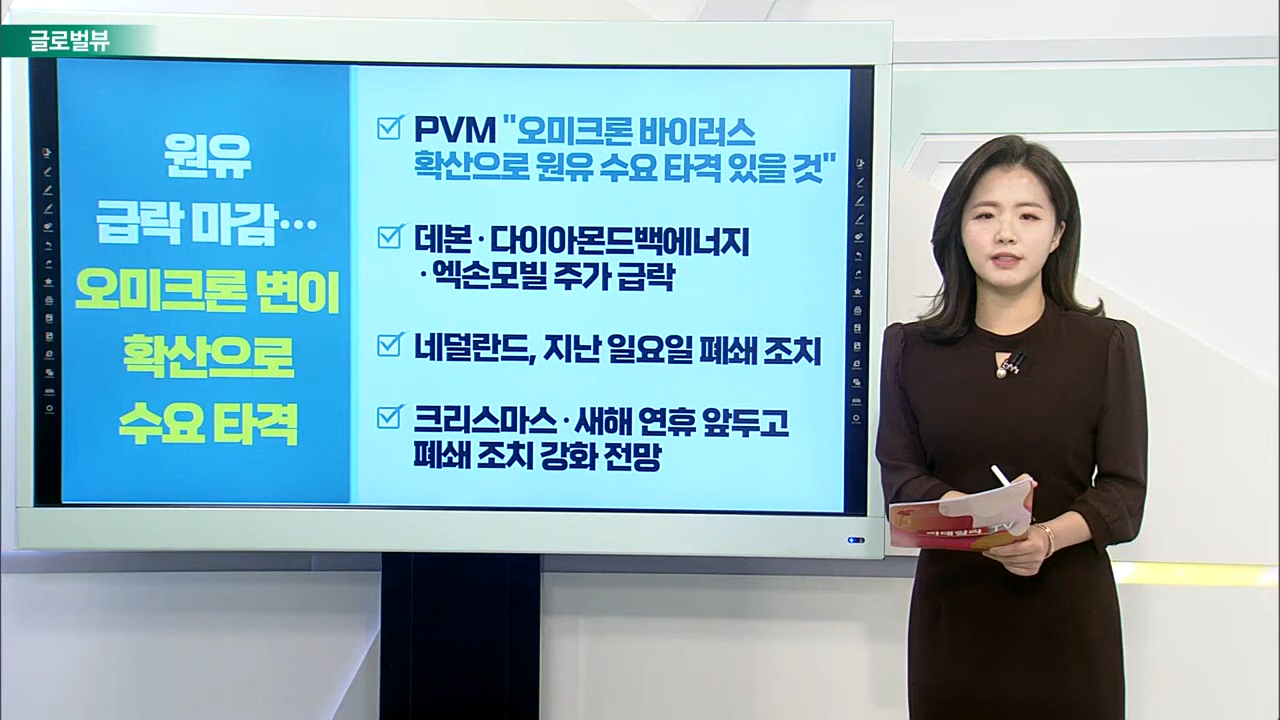 글로벌뷰
원유
급락 마감…
오미크론 변이
확산으로
수요 타격
PVM "오미크론 바이러스
확산으로 원유 수요 타격 있을 것"
데본·다이아몬드백에너지
·엑손모빌 주가 급락
네덜란드, 지난 일요일 폐쇄 조치
크리스마스·새해 연휴 앞두고
폐쇄 조치 강화 전망
TV